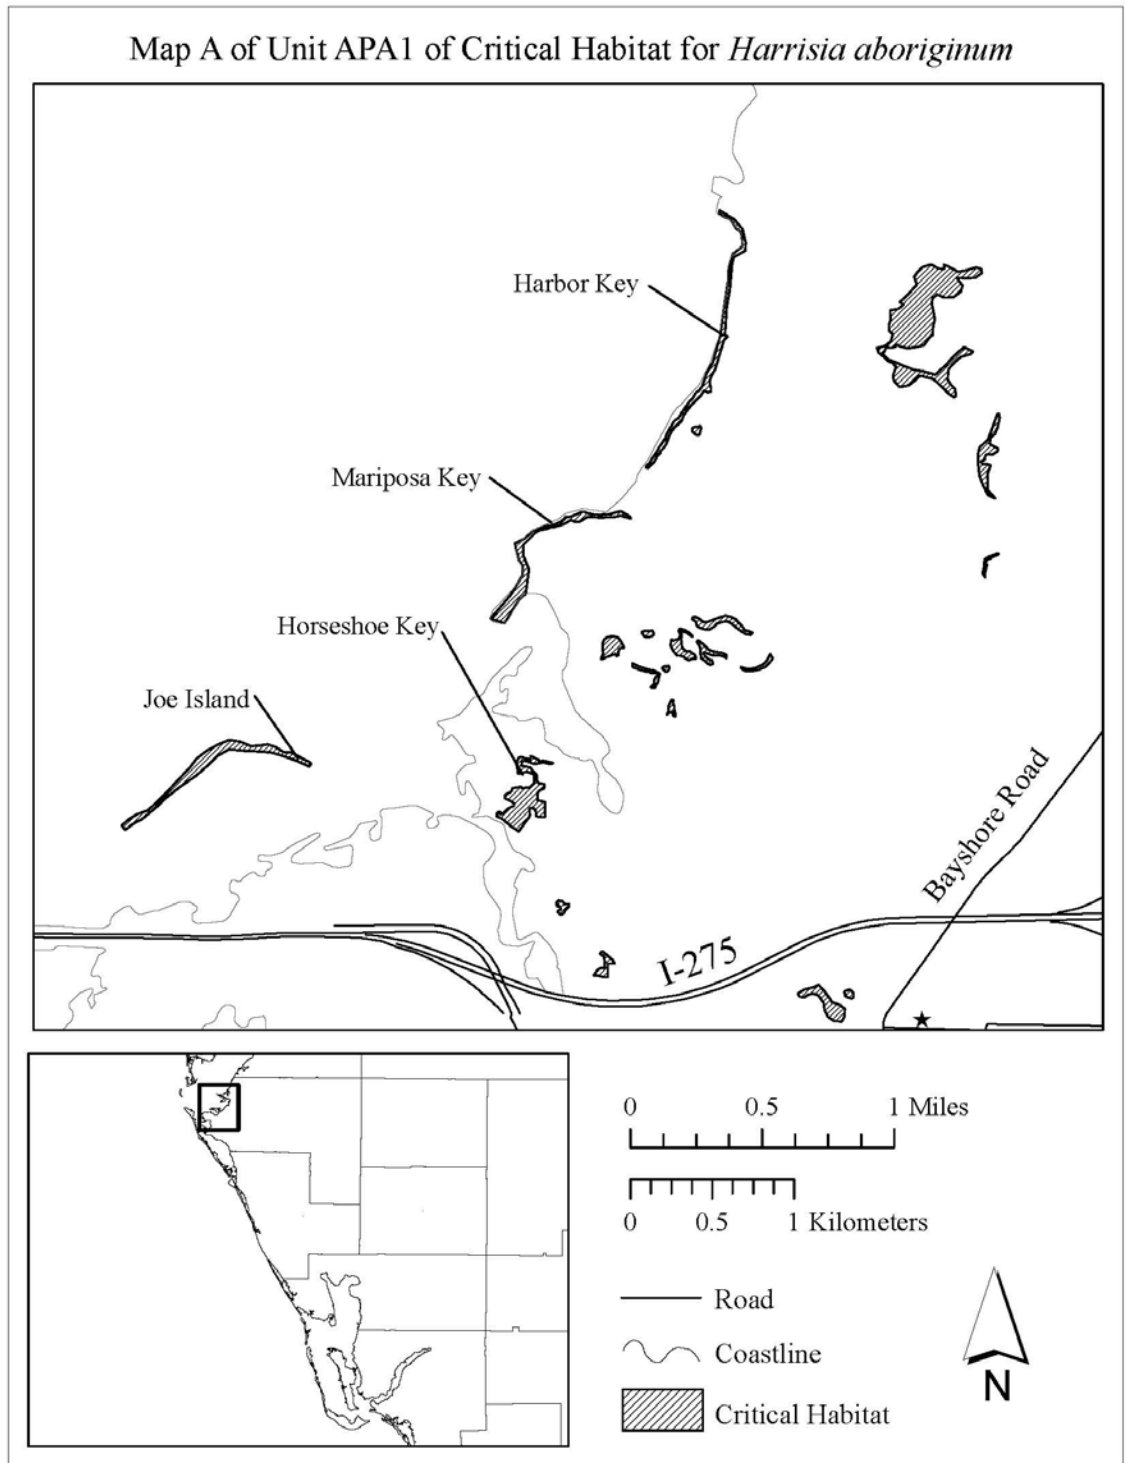 Map A of Unit APA1 of Critical Habitat for Harrisia aboriginum
Harbor Key
Mariposa Key
Horseshoe Key
Joe Island
Bayshore Road
I-275
0 0.5 1 Miles
0 0.5 1 Kilometers
Road
Coastline
Critical Habitat
N